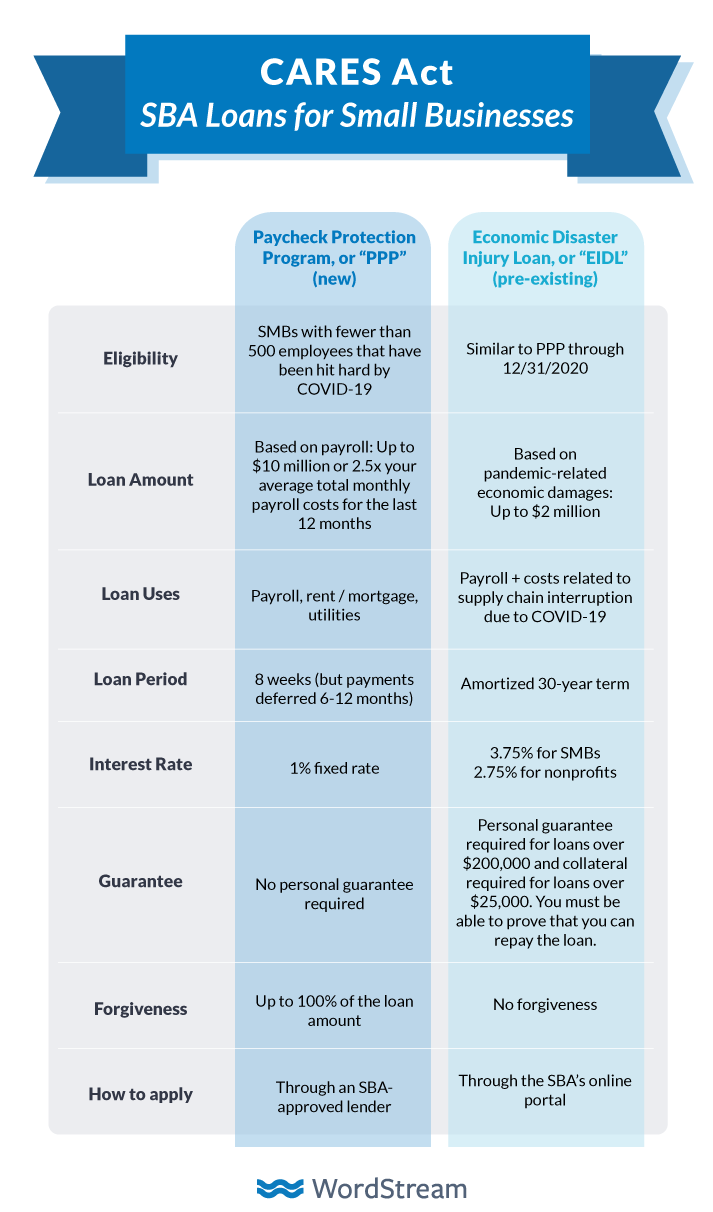 CARES Act
SBA Loans for Small Businesses
Paycheck Protection
Program, or “PPP”
(new)
Economic Disaster
Injury Loan, or “EIDL”
(pre-existing)
Eligibility
SMBs with fewer than
500 employees that have
been hit hard by
COVID-19
Similar to PPP through
12/31/2020
Loan Amount
Based on payroll: Up to
$10 million or 2.5x your
average total monthly
payroll costs for the last
12 months
Based on
pandemic-related
economic damages:
Up to $2 million
Loan Uses
Payroll, rent / mortgage,
utilities
Payroll + costs related to
supply chain interruption
due to COVID-19
Loan Period
8 weeks (but payments
deferred 6-12 months)
Amortized 30-year term
Interest Rate
1% fixed rate
3.75% for SMBs
2.75% for nonprofits
Guarantee
No personal guarantee
required
Personal guarantee
required for loans over
$200,000 and collateral
required for loans over
$25,000. You must be
able to prove that you can
repay the loan.
Forgiveness
Up to 100% of the loan
amount
No forgiveness
How to apply
Through an SBA-
approved lender
Through the SBA’s online
portal
WordStream